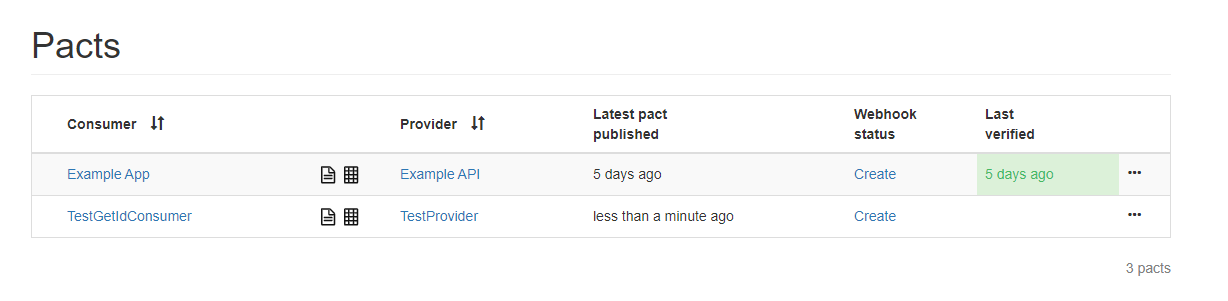 Pacts
Consumer Provider Latest pact published Webhook status Last verified
Example App Example API 5 days ago Create 5 days ago
TestGetIdConsumer TestProvider less than a minute ago Create
3 pacts